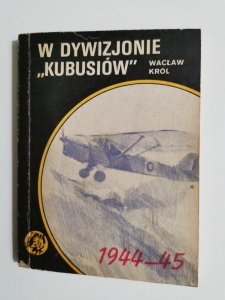 W DYWIZJONIE
„KUBUSIÓW” WACŁAW
KRÓL
1944—45